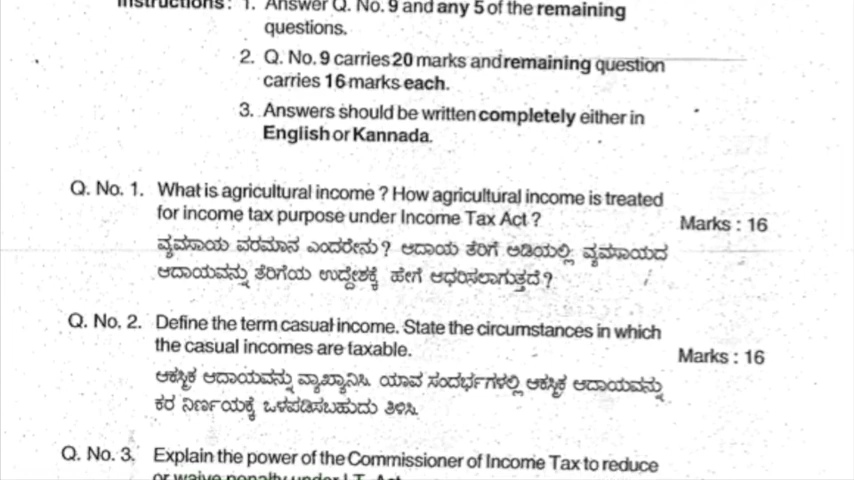 Instructions : 1. Answer Q. No. 9 and any 5 of the remaining
questions.
2. Q. No. 9 carries 20 marks and remaining question
carries 16 marks each.
3. Answers should be written completely either in
English or Kannada.
Q. No. 1. What is agricultural income ? How agricultural income is treated
for income tax purpose under Income Tax Act ?
Marks : 16
ವ್ಯವಸಾಯ ವರಮಾನ ಎಂದರೇನು ? ಆದಾಯ ತೆರಿಗೆ ಅಡಿಯಲ್ಲಿ ವ್ಯವಸಾಯದ
ಆದಾಯವನ್ನು ತೆರಿಗೆಯ ಉದ್ದೇಶಕ್ಕೆ ಹೇಗೆ ಆಧರಿಸಲಾಗುತ್ತದೆ ?
Q. No. 2. Define the term casual income. State the circumstances in which
the casual incomes are taxable.
Marks : 16
ಆಕಸ್ಮಿಕ ಆದಾಯವನ್ನು ವ್ಯಾಖ್ಯಾನಿಸಿ. ಯಾವ ಸಂದರ್ಭಗಳಲ್ಲಿ ಆಕಸ್ಮಿಕ ಆದಾಯವನ್ನು
ಕರ ನಿರ್ಣಯಕ್ಕೆ ಒಳಪಡಿಸಬಹುದು ತಿಳಿಸಿ.
Q. No. 3. Explain the power of the Commissioner of Income Tax to reduce
or waive penalty under I.T. Act.